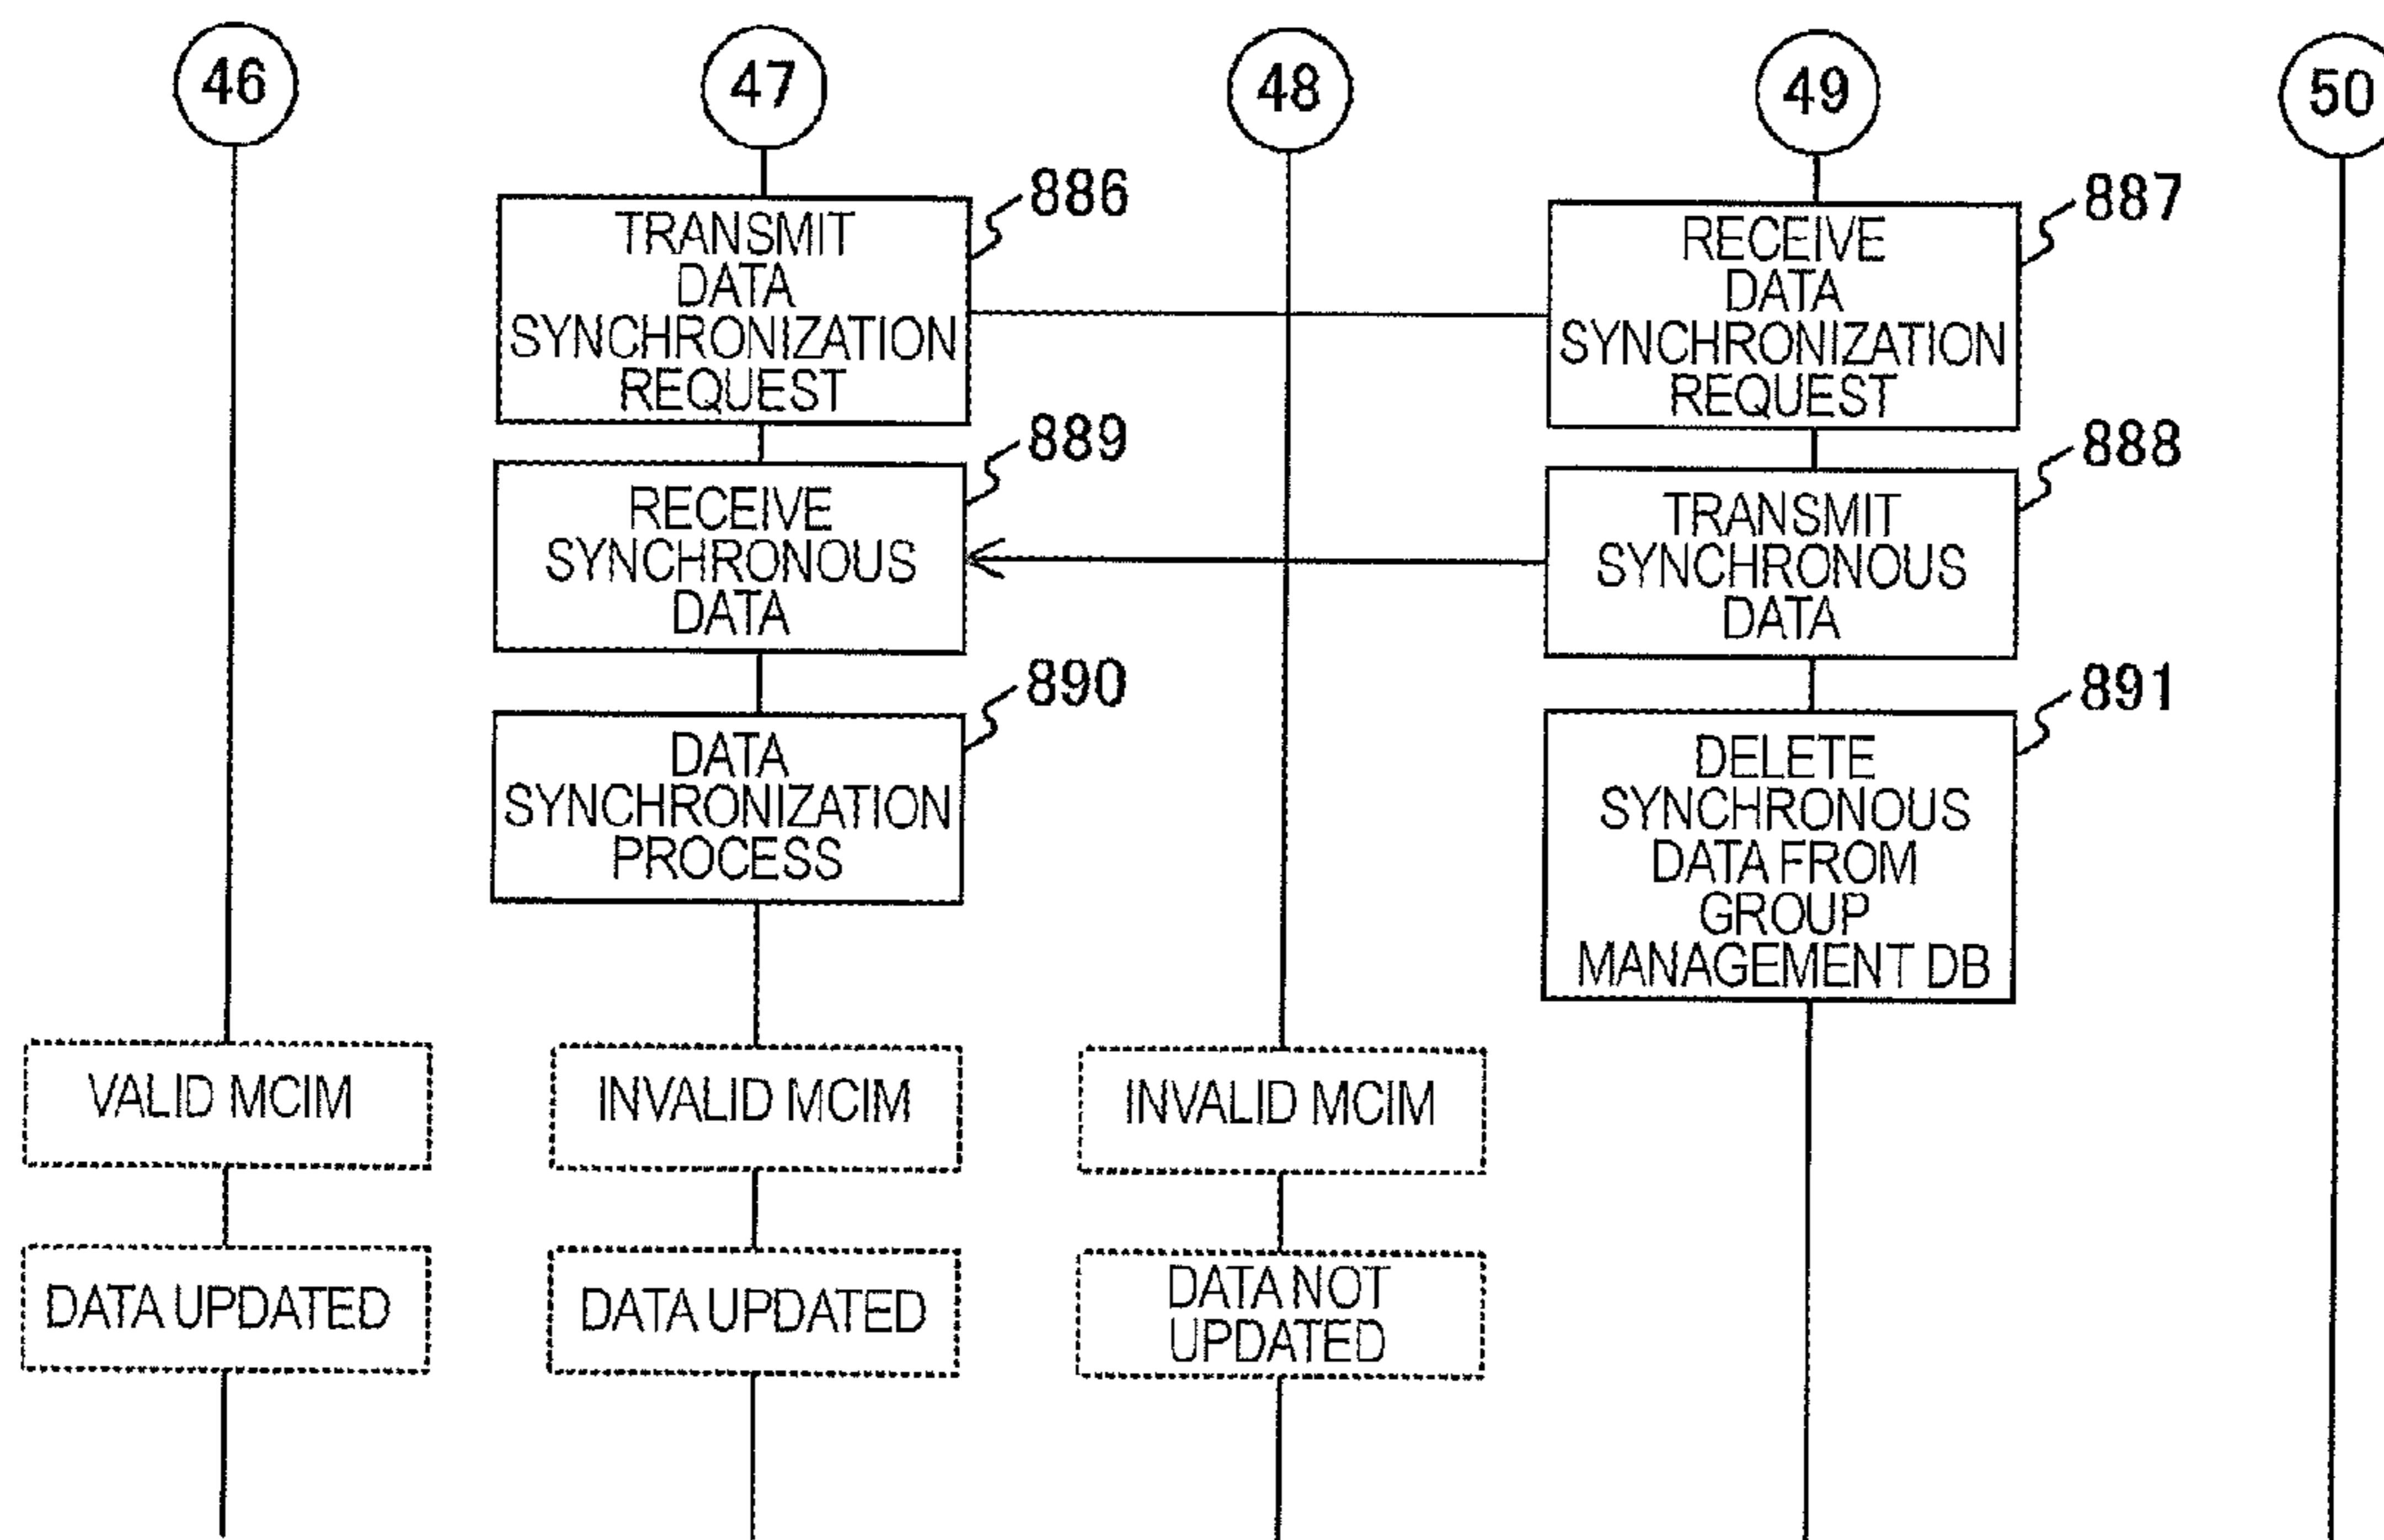 46
47
48
49
50
886
TRANSMIT
DATA
SYNCHRONIZATION
REQUEST
887
RECEIVE
DATA
SYNCHRONIZATION
REQUEST
889
RECEIVE
SYNCHRONOUS
DATA
888
TRANSMIT
SYNCHRONOUS
DATA
890
DATA
SYNCHRONIZATION
PROCESS
891
DELETE
SYNCHRONOUS
DATA FROM
GROUP
MANAGEMENT DB
VALID MCIM
INVALID MCIM
INVALID MCIM
DATA UPDATED
DATA UPDATED
DATA NOT
UPDATED